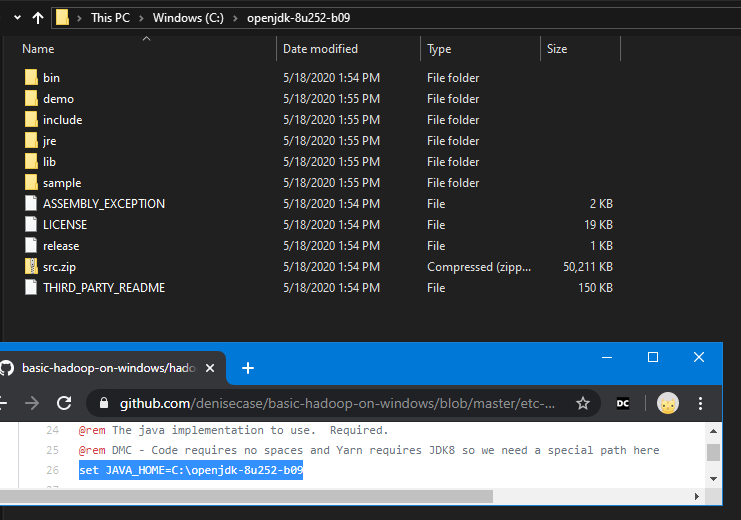 This PC > Windows (C:) > openjdk-8u252-b09
Name Date modified Type Size
bin 5/18/2020 1:54 PM File folder
demo 5/18/2020 1:55 PM File folder
include 5/18/2020 1:55 PM File folder
jre 5/18/2020 1:55 PM File folder
lib 5/18/2020 1:55 PM File folder
sample 5/18/2020 1:55 PM File folder
ASSEMBLY_EXCEPTION 5/18/2020 1:54 PM File 2 KB
LICENSE 5/18/2020 1:54 PM File 19 KB
release 5/18/2020 1:54 PM File 1 KB
src.zip 5/18/2020 1:54 PM Compressed (zipp... 50,211 KB
THIRD_PARTY_README 5/18/2020 1:54 PM File 150 KB
basic-hadoop-on-windows/hado
github.com/denisecase/basic-hadoop-on-windows/blob/master/etc-... DC
24 @rem The java implementation to use.  Required.
25 @rem DMC - Code requires no spaces and Yarn requires JDK8 so we need a special path here
26 set JAVA_HOME=C:\openjdk-8u252-b09